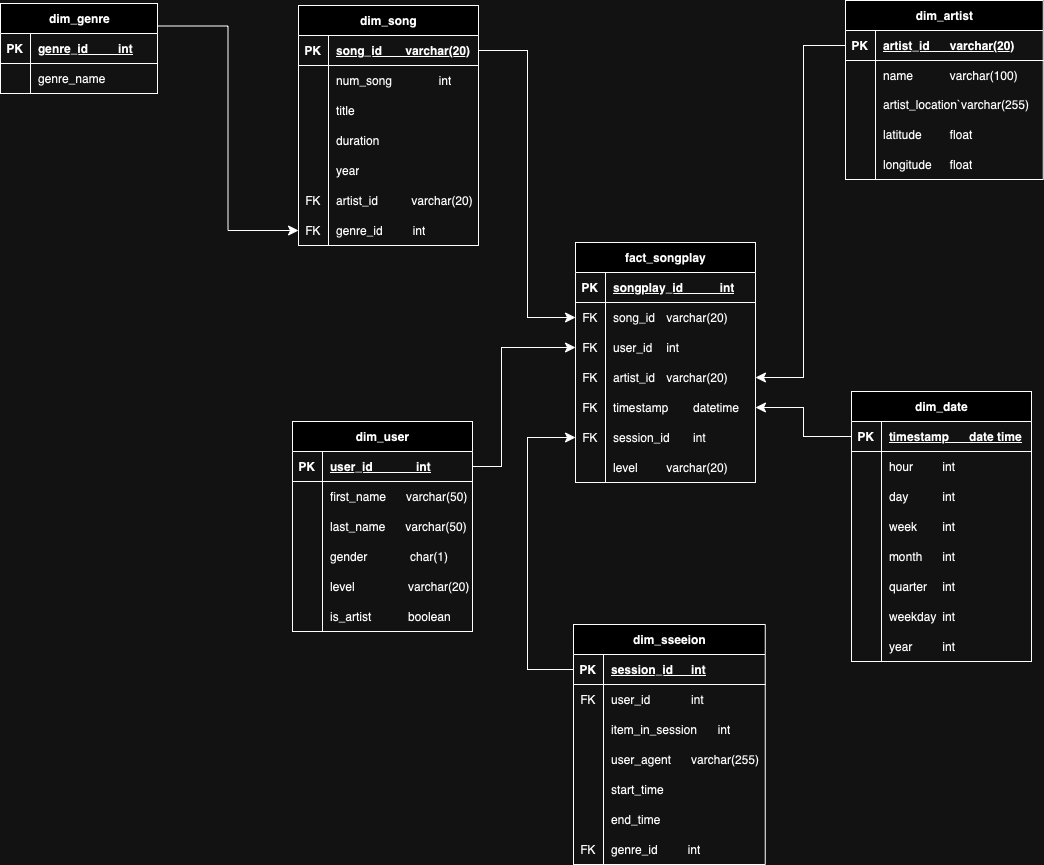 dim_genre
PK genre_id int
genre_name
dim_song
PK song_id varchar(20)
num_song int
title
duration
year
FK artist_id varchar(20)
FK genre_id int
dim_artist
PK artist_id varchar(20)
name varchar(100)
artist_location`varchar(255)
latitude float
longitude float
fact_songplay
PK songplay_id int
FK song_id varchar(20)
FK user_id int
FK artist_id varchar(20)
FK timestamp datetime
FK session_id int
level varchar(20)
dim_user
PK user_id int
first_name varchar(50)
last_name varchar(50)
gender char(1)
level varchar(20)
is_artist boolean
dim_date
PK timestamp date time
hour int
day int
week int
month int
quarter int
weekday int
year int
dim_sseeion
PK session_id int
FK user_id int
item_in_session int
user_agent varchar(255)
start_time
end_time
FK genre_id int